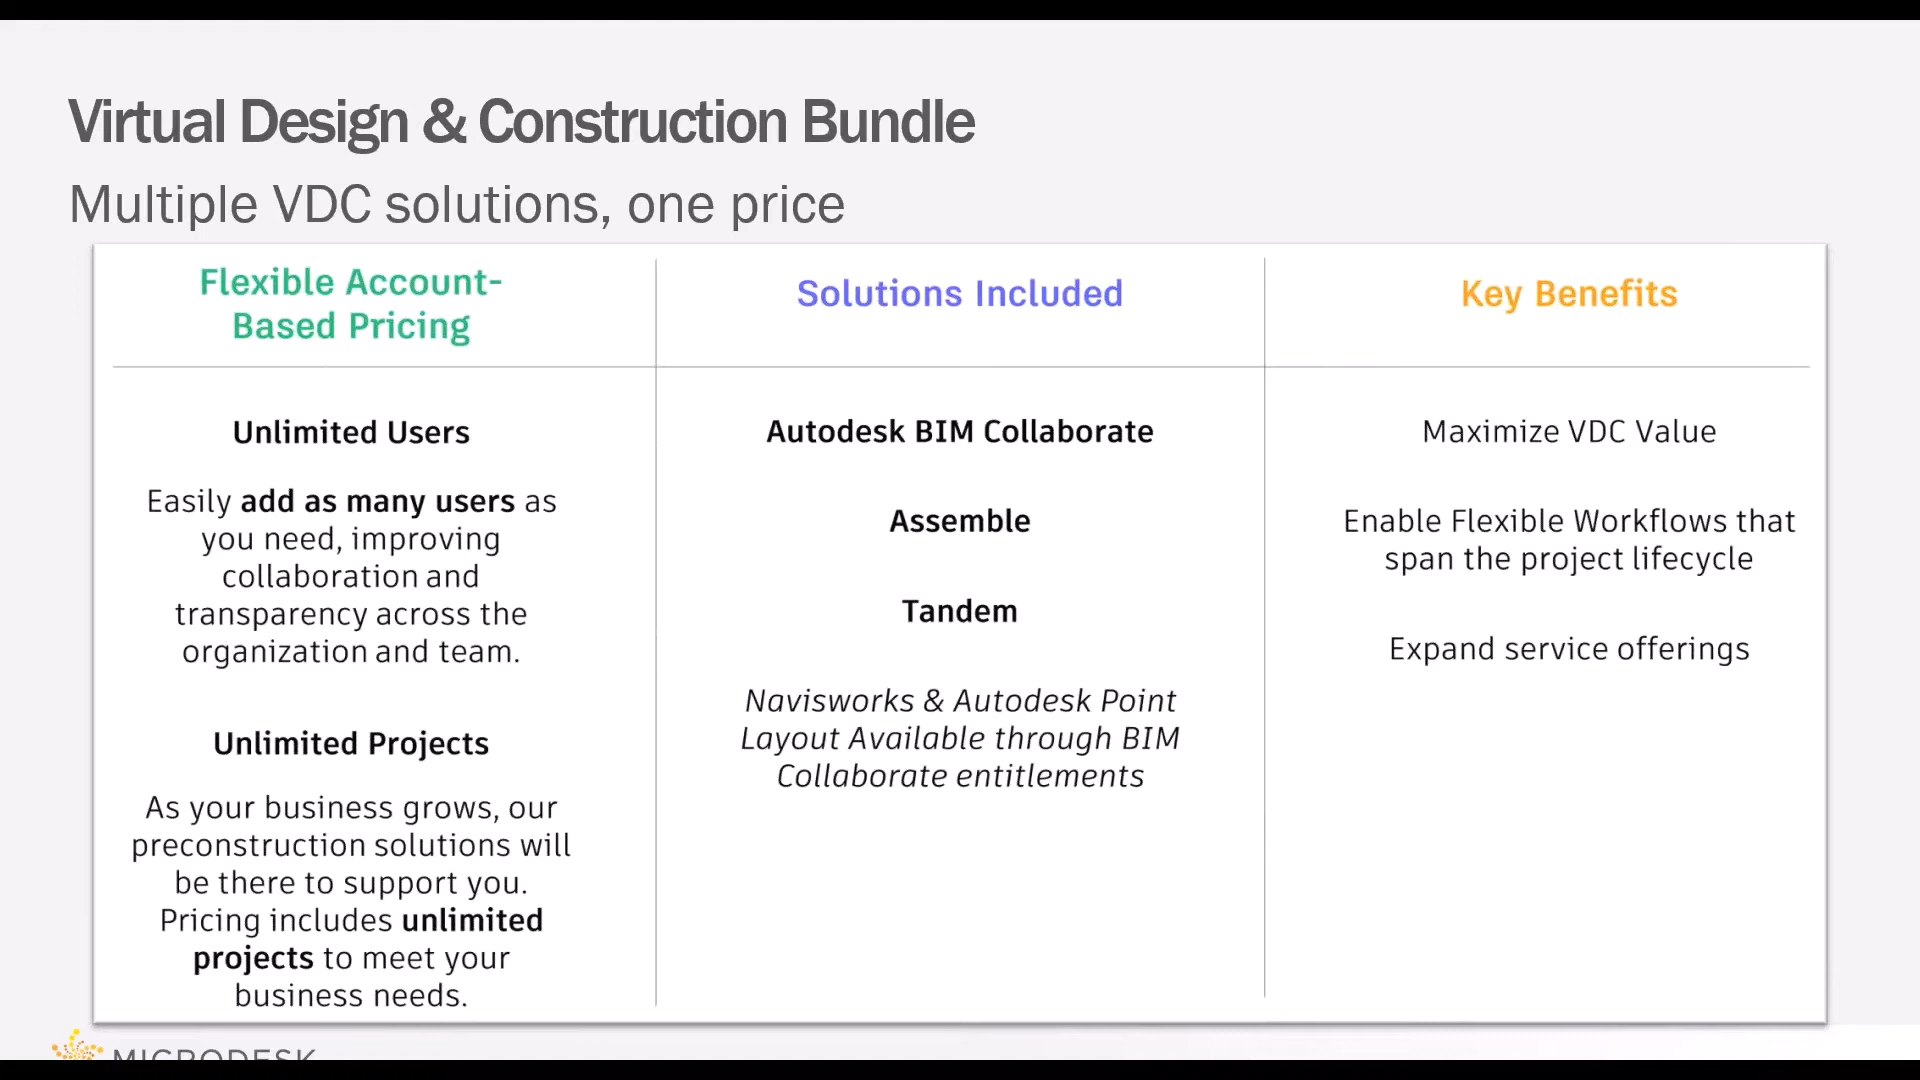 Virtual Design & Construction Bundle
Multiple VDC solutions, one price
Flexible Account-
Based Pricing
Unlimited Users
Easily add as many users as
you need, improving
collaboration and
transparency across the
organization and team.
Unlimited Projects
As your business grows, our
preconstruction solutions will
be there to support you.
Pricing includes unlimited
projects to meet your
business needs.
Solutions Included
Autodesk BIM Collaborate
Assemble
Tandem
Navisworks & Autodesk Point
Layout Available through BIM
Collaborate entitlements
Key Benefits
Maximize VDC Value
Enable Flexible Workflows that
span the project lifecycle
Expand service offerings
MICRODESK